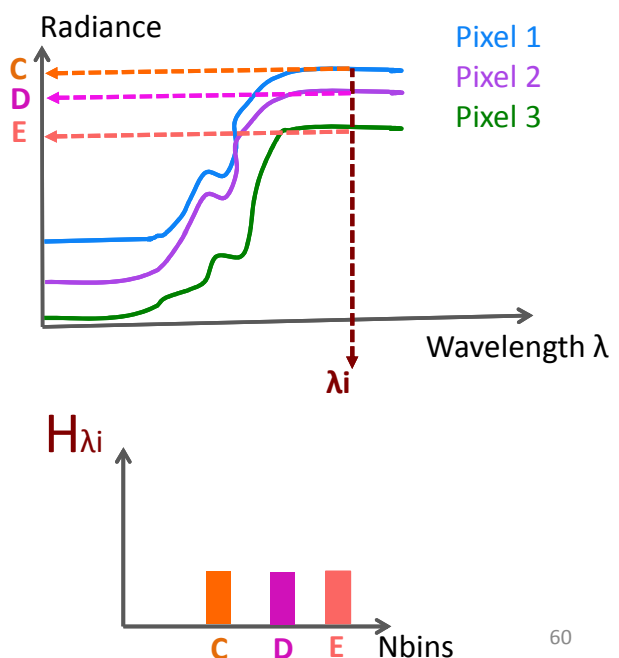 Radiance
C
D
E
Pixel 1
Pixel 2
Pixel 3
Wavelength λ
λi
Hλi
C D E Nbins
60